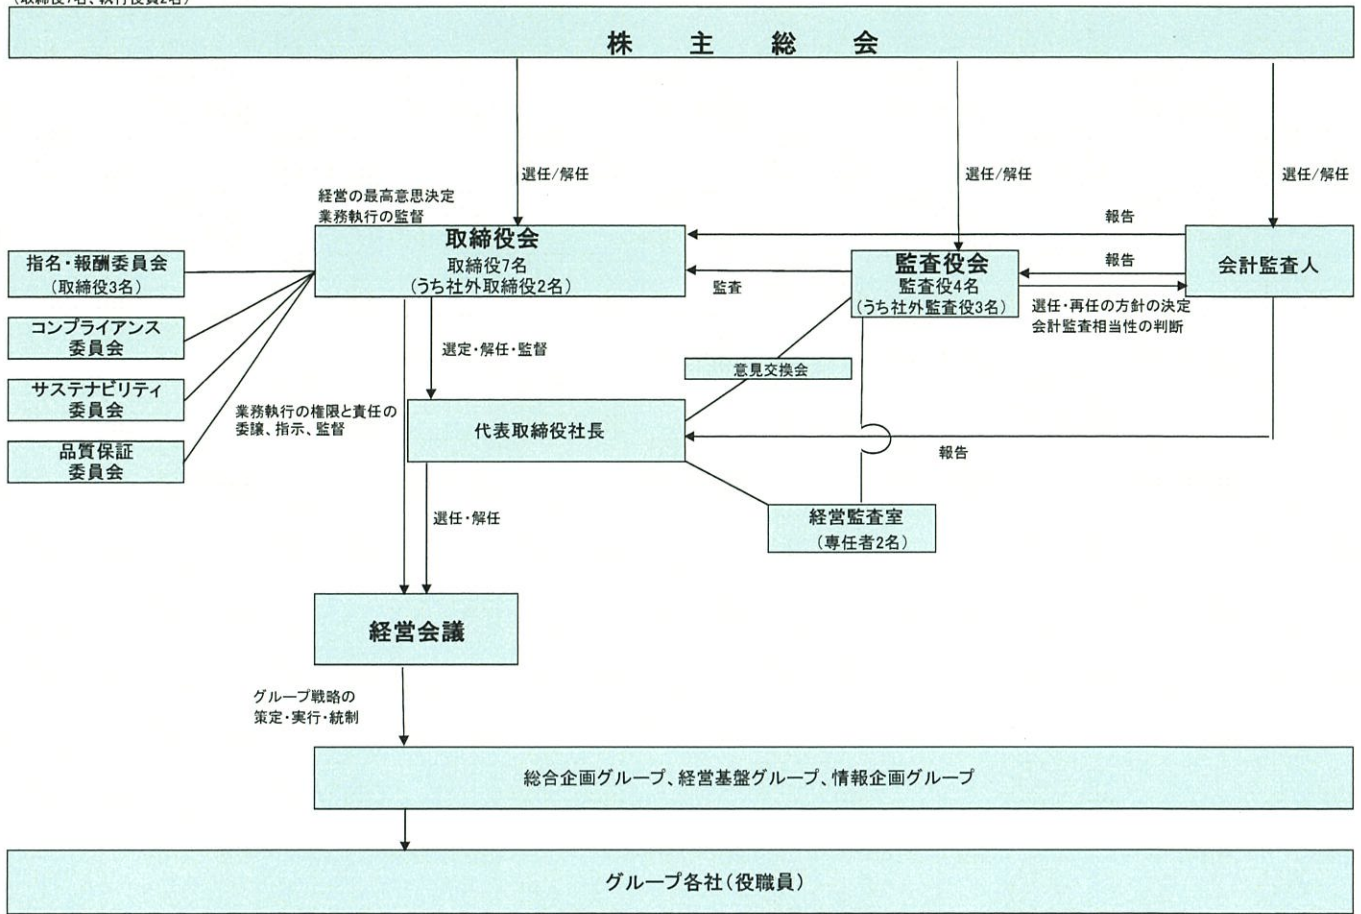 (取締役7名、執行役員2名)
株 主 総 会
選任/解任
選任/解任
選任/解任
経営の最高意思決定
業務執行の監督
報告
取締役会
取締役7名
(うち社外取締役2名)
監査
監査役会
監査役4名
(うち社外監査役3名)
報告
会計監査人
選任・再任の方針の決定
会計監査相当性の判断
指名・報酬委員会
(取締役3名)
コンプライアンス
委員会
サステナビリティ
委員会
品質保証
委員会
選定・解任・監督
意見交換会
業務執行の権限と責任の
委譲、指示、監督
代表取締役社長
報告
選任・解任
経営監査室
(専任者2名)
経営会議
グループ戦略の
策定・実行・統制
総合企画グループ、経営基盤グループ、情報企画グループ
グループ各社(役職員)